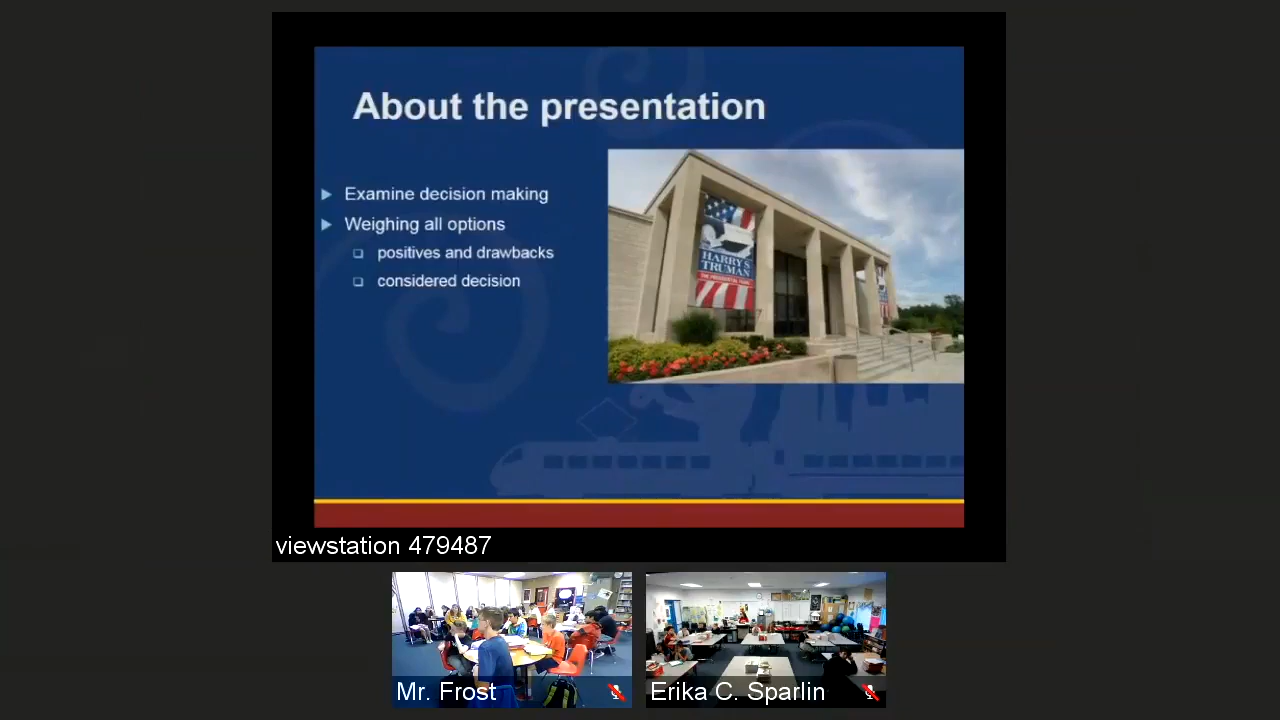 About the presentation
Examine decision making
Weighing all options
positives and drawbacks
considered decision
HARRY S
TRUMAN
viewstation 479487
Mr. Frost
Erika C. Sparlin